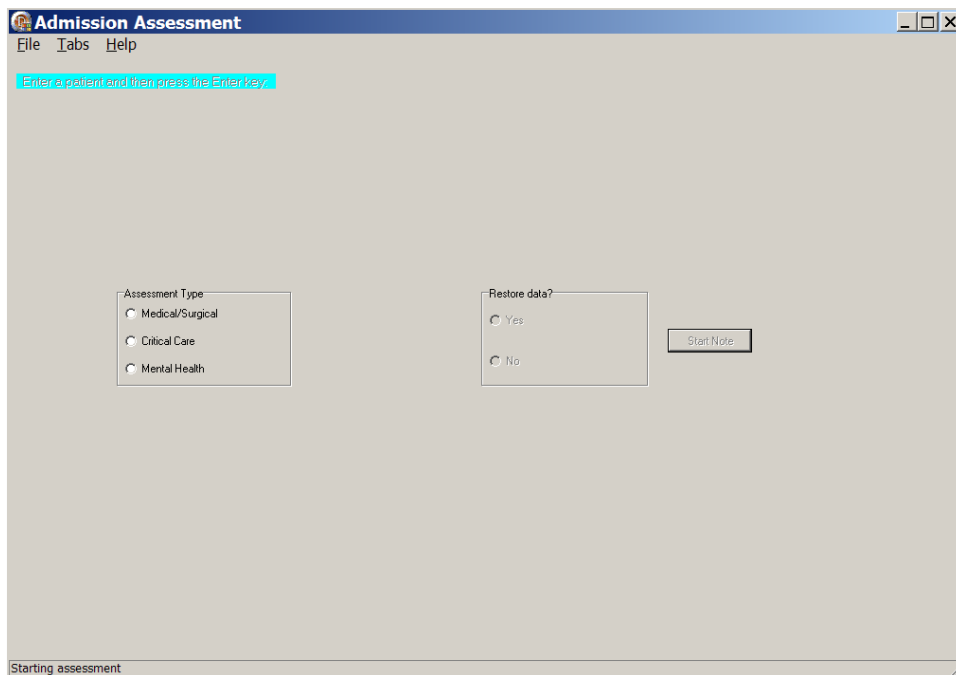 Admission Assessment
File Tabs Help
Enter a patient and then press the Enter key.
Assessment Type
Medical/Surgical
Critical Care
Mental Health
Restore data?
Yes
No
Start Note
Starting assessment